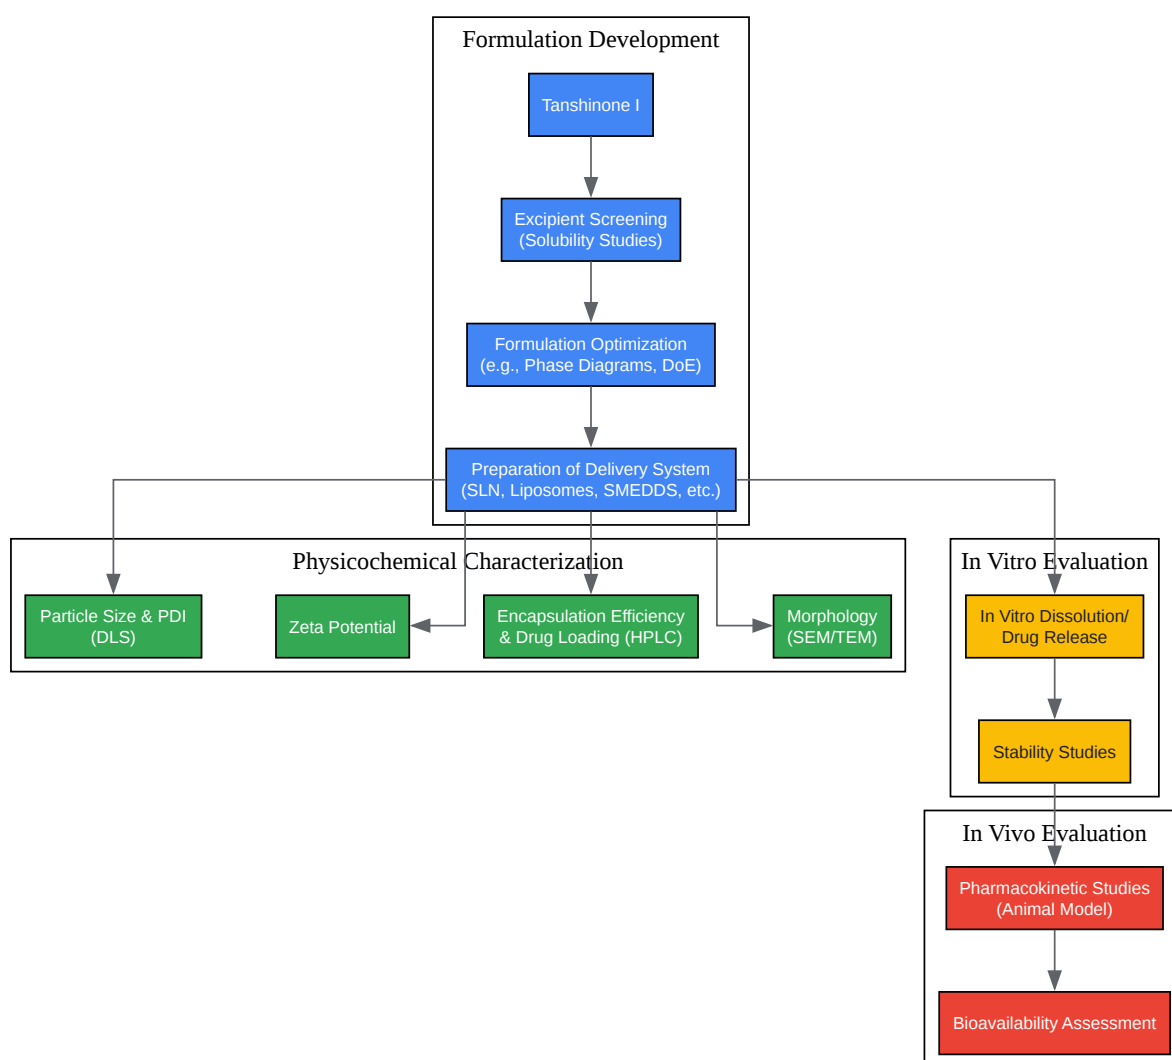 Formulation Development
Tanshinone I
Excipient Screening
(Solubility Studies)
Formulation Optimization
(e.g., Phase Diagrams, DoE)
Preparation of Delivery System
(SLN, Liposomes, SMEDDS, etc.)
Physicochemical Characterization
Particle Size & PDI
(DLS)
Zeta Potential
Encapsulation Efficiency
& Drug Loading (HPLC)
Morphology
(SEM/TEM)
In Vitro Evaluation
In Vitro Dissolution/
Drug Release
Stability Studies
In Vivo Evaluation
Pharmacokinetic Studies
(Animal Model)
Bioavailability Assessment